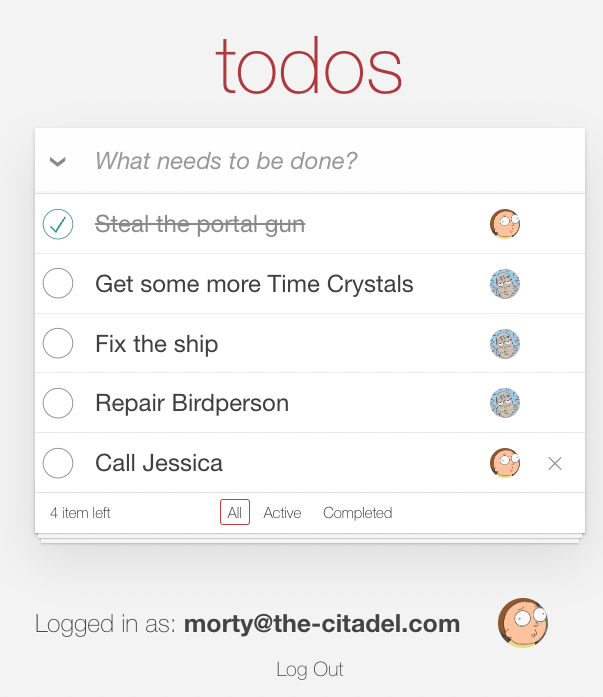 todos
What needs to be done?
Steal the portal gun
Get some more Time Crystals
Fix the ship
Repair Birdperson
Call Jessica
4 item left All Active Completed
Logged in as: morty@the-citadel.com
Log Out